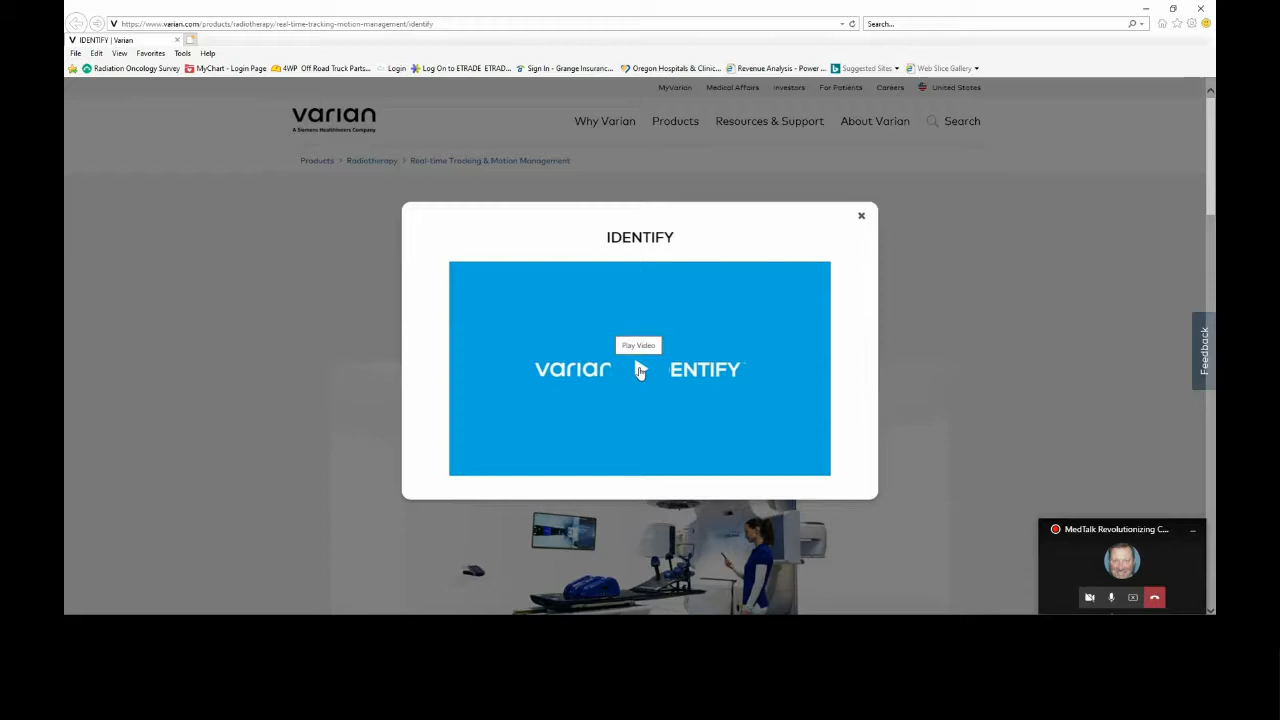 https://www.varian.com/products/radiotherapy/real-time-tracking-motion-management/identify
Search...
IDENTIFY | Varian
File Edit View Favorites Tools Help
Radiation Oncology Survey MyChart - Login Page 4WP Off Road Truck Parts... Login Log On to ETRADE ETRAD... Sign In - Grange Insuranc... Oregon Hospitals & Clinic... Revenue Analysis - Power ... Suggested Sites Web Slice Gallery
MyVarian Medical Affairs Investors For Patients Careers United States
varian
A Siemens Healthineers Company
Why Varian Products Resources & Support About Varian Search
Products > Radiotherapy > Real-time Tracking & Motion Management
IDENTIFY
Play Video
varian ENTIFY
Feedback
MedTalk Revolutionizing C...